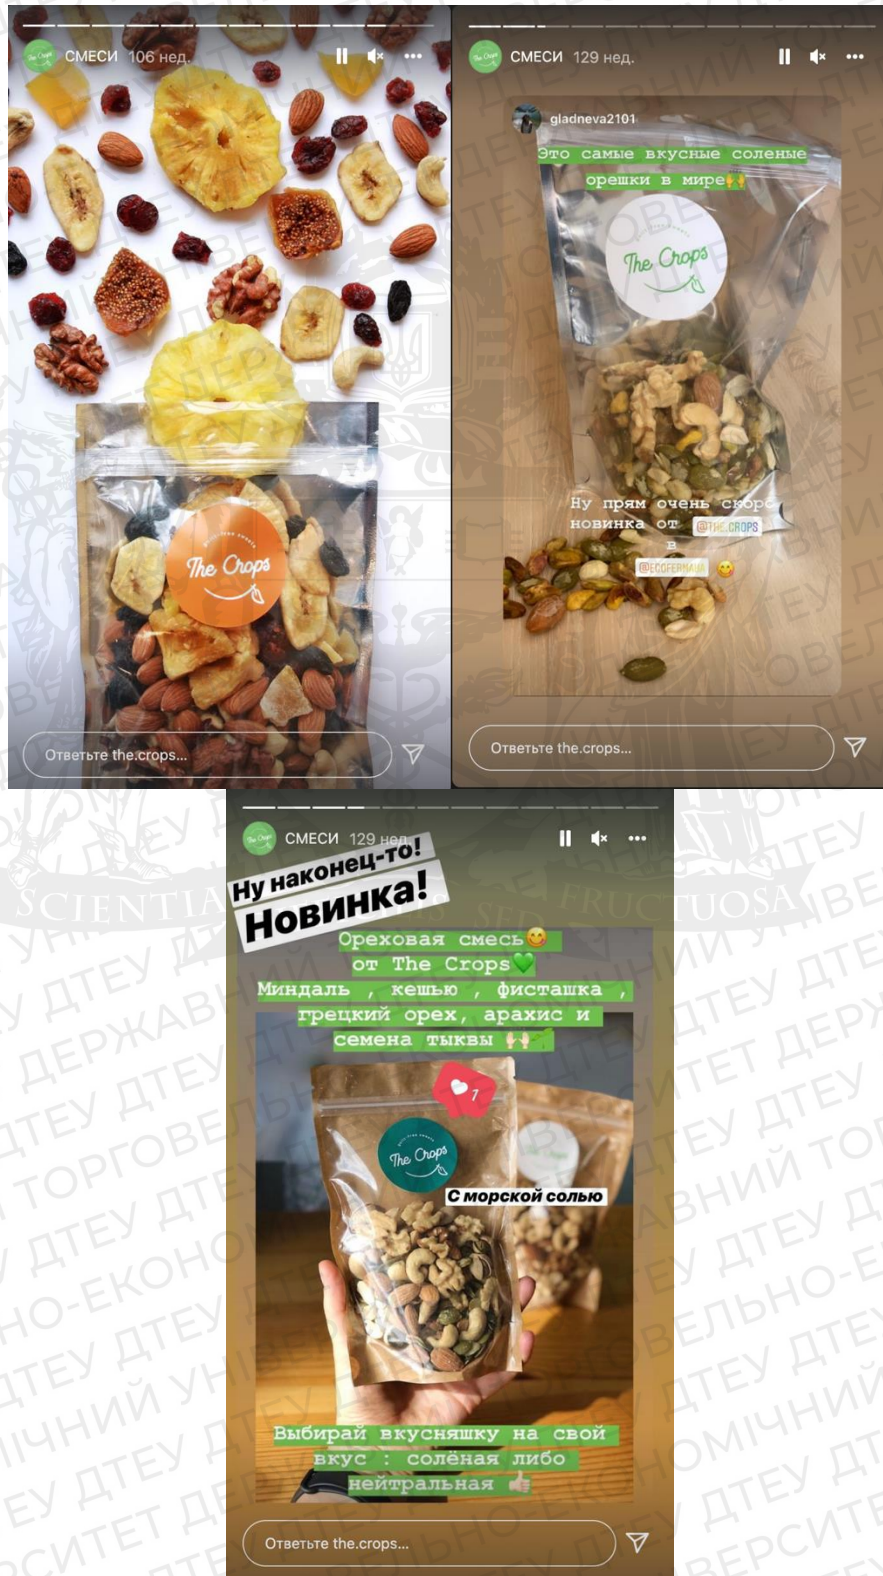 СМЕСИ 106 нед.
The Crops
Ответьте the.crops...
СМЕСИ 129 нед.
gladneva2101
Это самые вкусные соленые
орешки в мире
The Crops
Ну прям очень скоро
новинка от @THE.CROPS
в
Ответьте the.crops...
СМЕСИ 129 нед.
Ну наконец-то!
Новинка!
Ореховая смесь
от The Crops
Миндаль , кешью , фисташка ,
грецкий орех, арахис и
семена тыквы
1
The Crops
С морской солью
Выбирай вкусняшку на свой
вкус : солёная либо
нейтральная
Ответьте the.crops...
SCIENTIA
SED
FRUCTUOSA